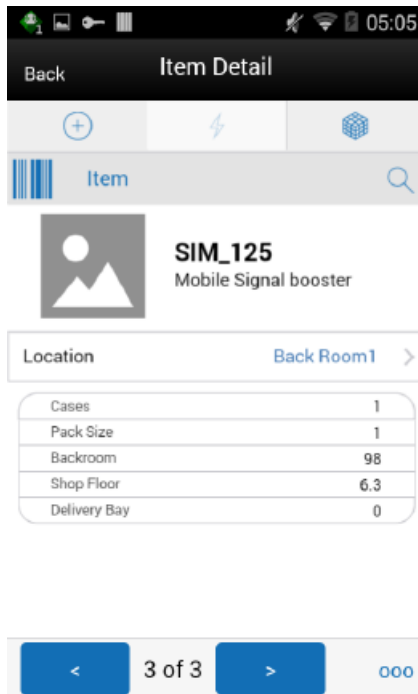 1 05:05
Back Item Detail
Item
SIM_125
Mobile Signal booster
Location Back Room1 >
Cases 1
Pack Size 1
Backroom 98
Shop Floor 6.3
Delivery Bay 0
< 3 of 3 > ooo